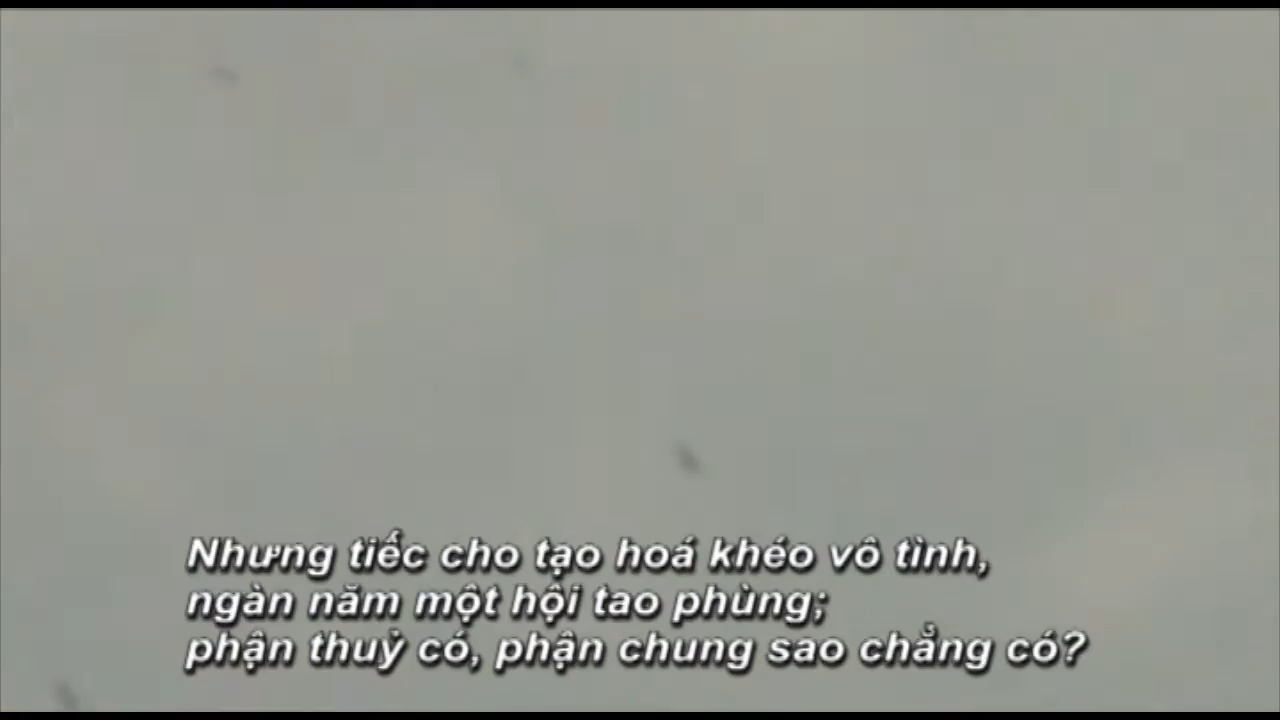 Nhưng tiếc cho tạo hoá khéo vô tình,
ngàn năm một hội tao phùng;
phận thuỷ có, phận chung sao chẳng có?